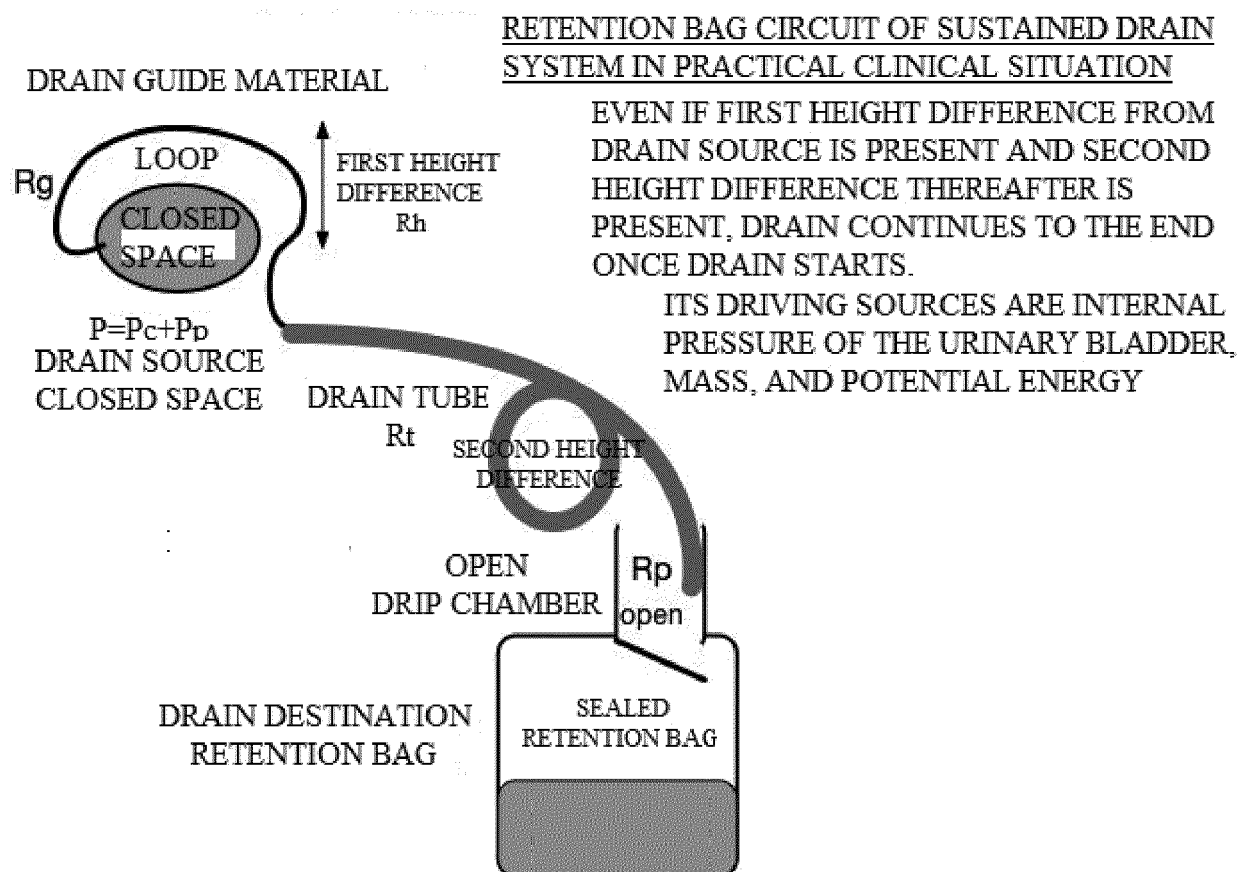 RETENTION BAG CIRCUIT OF SUSTAINED DRAIN
SYSTEM IN PRACTICAL CLINICAL SITUATION
DRAIN GUIDE MATERIAL
EVEN IF FIRST HEIGHT DIFFERENCE FROM
DRAIN SOURCE IS PRESENT AND SECOND
HEIGHT DIFFERENCE THEREAFTER IS
PRESENT, DRAIN CONTINUES TO THE END
ONCE DRAIN STARTS.
ITS DRIVING SOURCES ARE INTERNAL
PRESSURE OF THE URINARY BLADDER,
MASS, AND POTENTIAL ENERGY
LOOP
Rg
FIRST HEIGHT
DIFFERENCE
Rh
CLOSED
SPACE
P=Pc+Pp
DRAIN SOURCE
CLOSED SPACE
DRAIN TUBE
Rt
SECOND HEIGHT
DIFFERENCE
OPEN
DRIP CHAMBER
Rp
open
DRAIN DESTINATION
RETENTION BAG
SEALED
RETENTION BAG